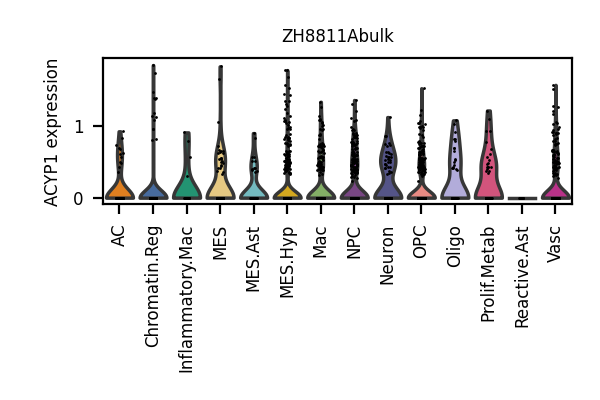 ZH8811Abulk
ACYP1 expression
1
0
AC
Chromatin.Reg
Inflammatory.Mac
MES
MES.Ast
MES.Hyp
Mac
NPC
Neuron
OPC
Oligo
Prolif.Metab
Reactive.Ast
Vasc